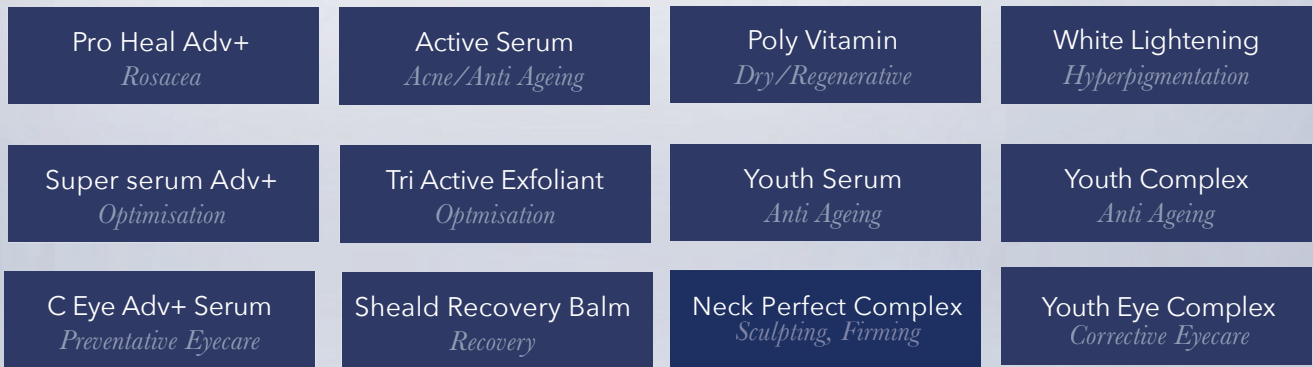 Pro Heal Adv+
Rosacea
Active Serum
Acne/Anti Ageing
Poly Vitamin
Dry/Regenerative
White Lightening
Hyperpigmentation
Super serum Adv+
Optimisation
Tri Active Exfoliant
Optmisation
Youth Serum
Anti Ageing
Youth Complex
Anti Ageing
C Eye Adv+ Serum
Preventative Eyecare
Sheald Recovery Balm
Recovery
Neck Perfect Complex
Sculpting, Firming
Youth Eye Complex
Corrective Eyecare